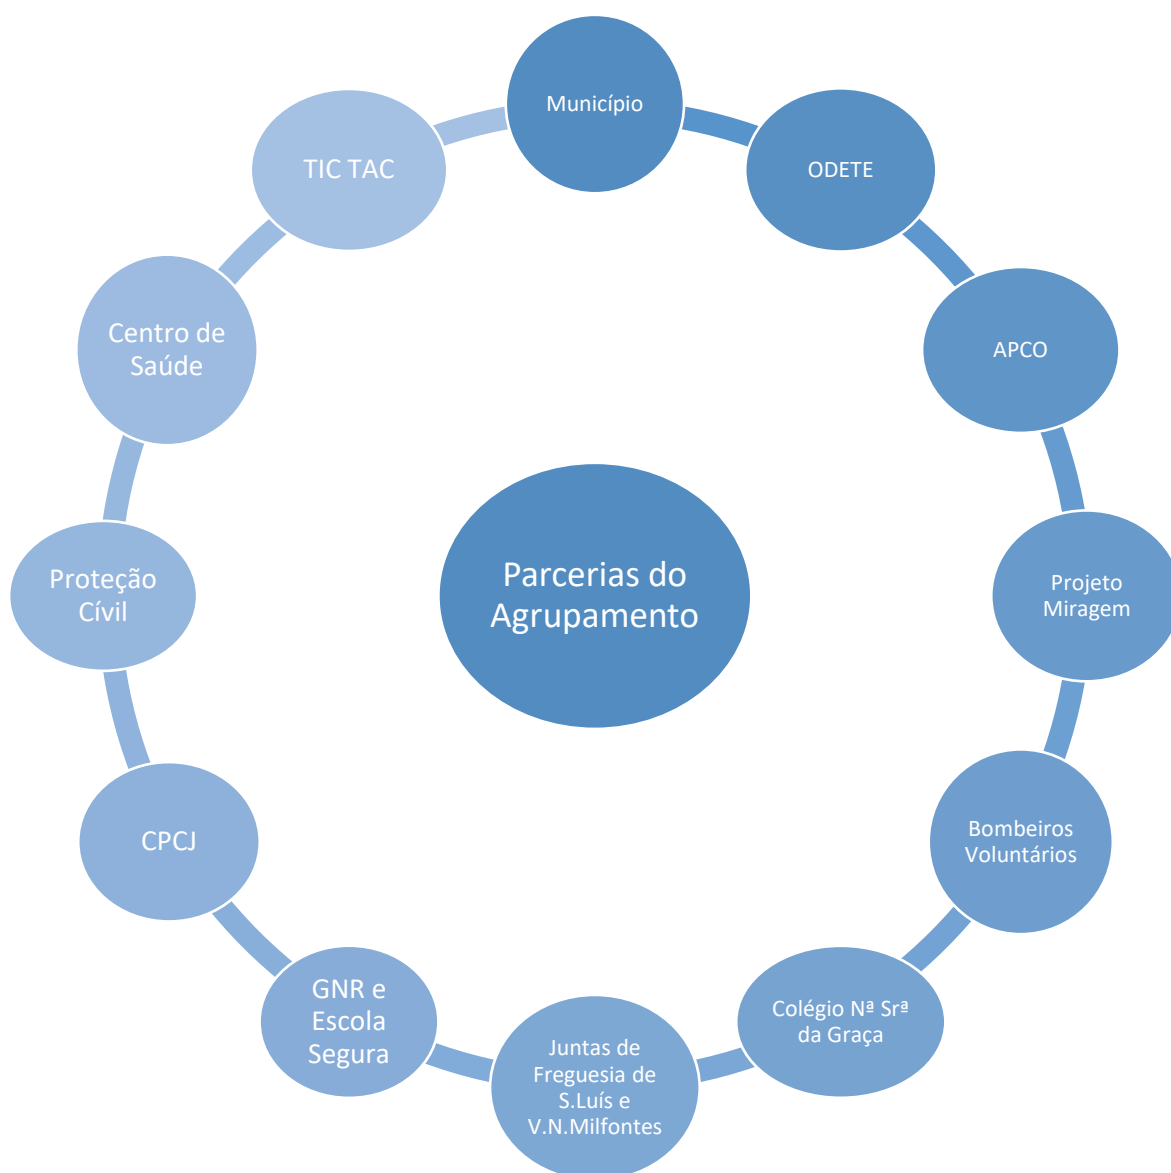 Município
ODETE
APCO
Projeto
Miragem
Bombeiros
Voluntários
Colégio Nª Srª
da Graça
Juntas de
Freguesia de
S.Luís e
V.N.Milfontes
GNR e
Escola
Segura
CPCJ
Proteção
Cívil
Centro de
Saúde
TIC TAC
Parcerias do
Agrupamento